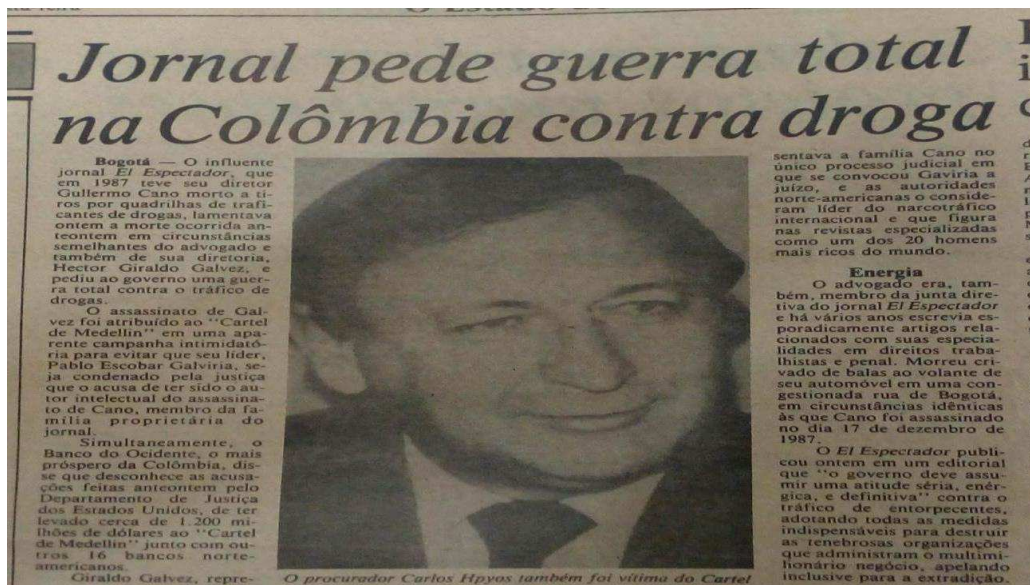 Jornal pede guerra total
na Colômbia contra droga
Bogotá — O influente
jornal El Espectador, que
em 1987 teve seu diretor
Gullermo Cano morto a ti-
ros por quadrilhas de trafi-
cantes de drogas, lamentava
ontem a morte ocorrida an-
teontem em circunstâncias
semelhantes do advogado e
também de sua diretoria,
Hector Giraldo Galvez, e
pediu ao governo uma guer-
ra total contra o tráfico de
drogas.
O assassinato de Gal-
vez foi atribuído ao "Cartel
de Medellin" em uma apa-
rente campanha intimidató-
ria para evitar que seu líder,
Pablo Escobar Galviria, se-
ja condenado pela justiça
que o acusa de ter sido o au-
tor intelectual do assassina-
to de Cano, membro da fa-
mília proprietária do
jornal.
Simultaneamente, o
Banco do Ocidente, o mais
próspero da Colômbia, dis-
se que desconhece as acusa-
ções feitas anteontem pelo
Departamento de Justiça
dos Estados Unidos, de ter
levado cerca de 1.200 mi-
lhões de dólares ao "Cartel
de Medellin" junto com ou-
tros 16 bancos norte-
americanos.
Giraldo Galvez, repre-
O procurador Carlos Hpyos também foi vítima do Cartel
sentava a família Cano no
único processo judicial em
que se convocou Gaviria a
juízo, e as autoridades
norte-americanas o conside-
ram líder do narcotráfico
internacional e que figura
nas revistas especializadas
como um dos 20 homens
mais ricos do mundo.
Energia
O advogado era, tam-
bém, membro da junta dire-
tiva do jornal El Espectador
e há vários anos escrevia es-
poradicamente artigos rela-
cionados com suas especia-
lidades em direitos traba-
lhistas e penal. Morreu cri-
vado de balas ao volante de
seu automóvel em uma con-
gestionada rua de Bogotá,
em circunstâncias idênticas
às que Cano foi assassinado
no dia 17 de dezembro de
1987.
O El Espectador publi-
cou ontem em um editorial
que "o governo deve assu-
mir uma atitude séria, enér-
gica, e definitiva" contra o
tráfico de entorpecentes,
adotando todas as medidas
indispensáveis para destruir
as tenebrosas organizações
que administram o multimi-
lhonário negócio, apelando
inclusive para a extradição.